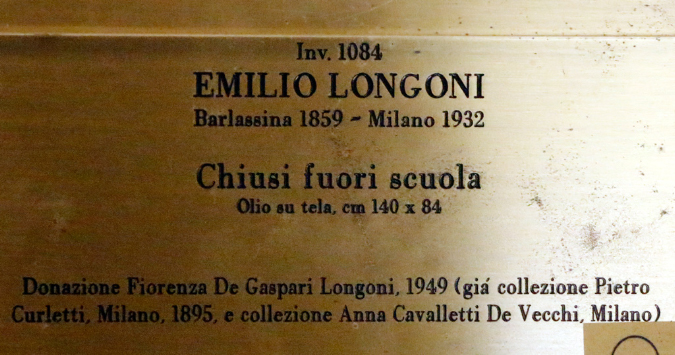 Inv. 1084
EMILIO LONGONI
Barlassina 1859 - Milano 1932
Chiusi fuori scuola
Olio su tela, cm 140 x 84
Donazione Fiorenza De Gaspari Longoni, 1949 (giá collezione Pietro
Curletti, Milano, 1895, e collezione Anna Cavalletti De Vecchi, Milano)